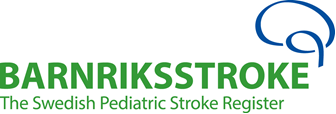 BARNRIKSSTROKE
The Swedish Pediatric Stroke Register